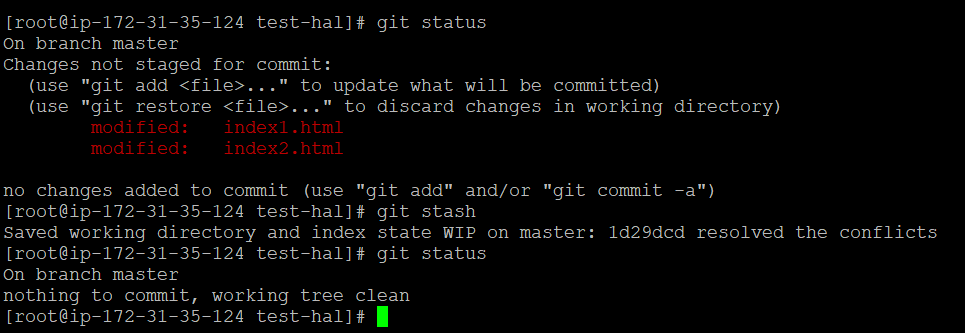 [root@ip-172-31-35-124 test-hal]# git status
On branch master
Changes not staged for commit:
  (use "git add <file>..." to update what will be committed)
  (use "git restore <file>..." to discard changes in working directory)
        modified:   index1.html
        modified:   index2.html

no changes added to commit (use "git add" and/or "git commit -a")
[root@ip-172-31-35-124 test-hal]# git stash
Saved working directory and index state WIP on master: 1d29dcd resolved the conflicts
[root@ip-172-31-35-124 test-hal]# git status
On branch master
nothing to commit, working tree clean
[root@ip-172-31-35-124 test-hal]#